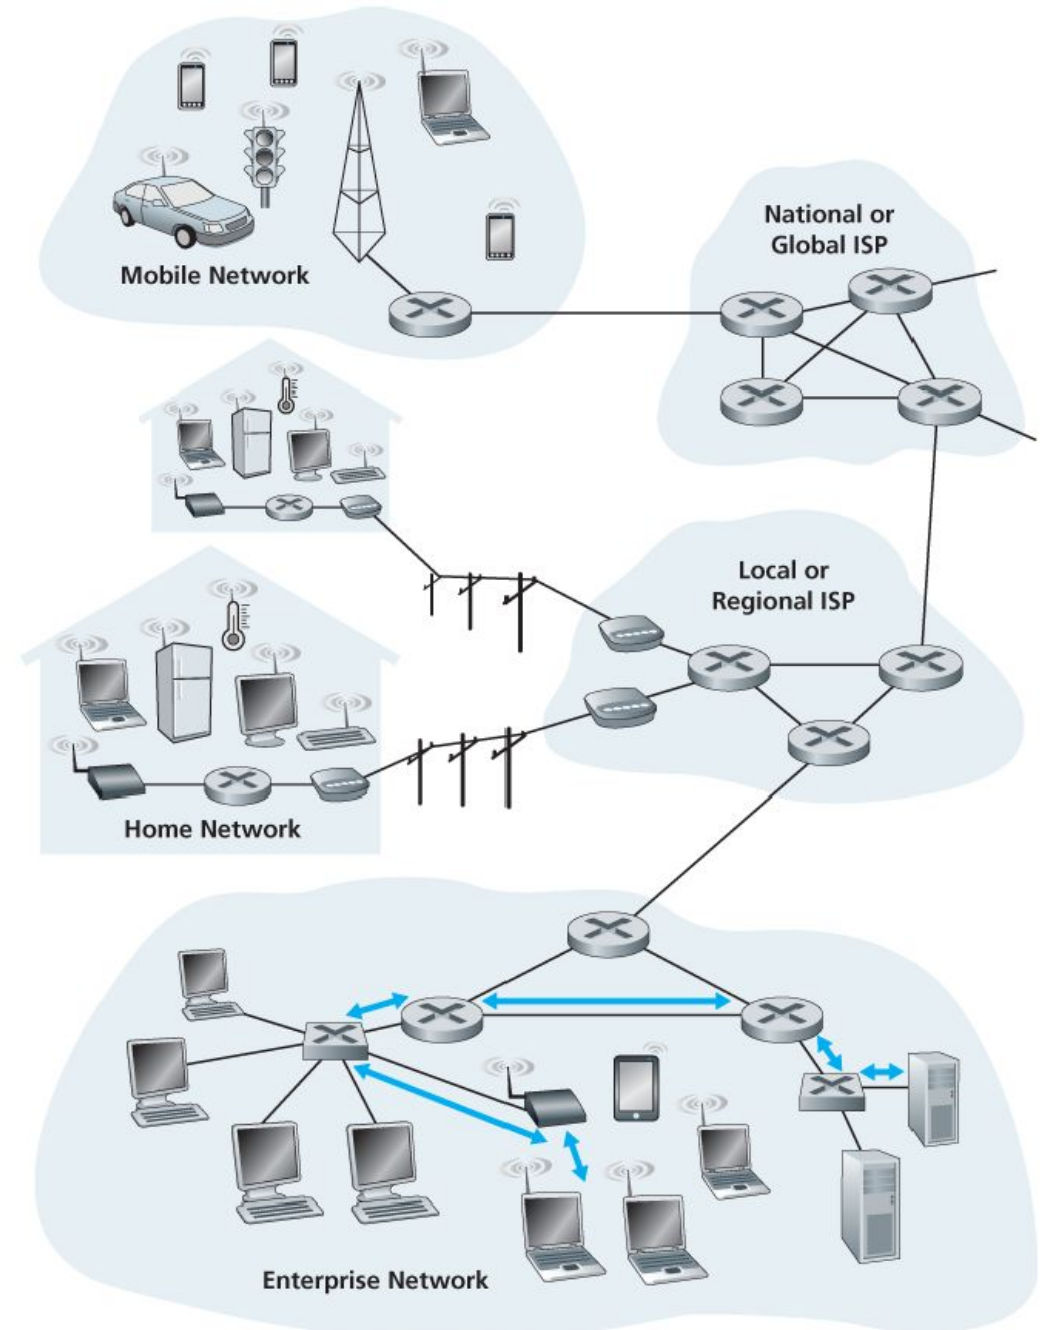 National or
Global ISP
Mobile Network
Local or
Regional ISP
Home Network
Enterprise Network